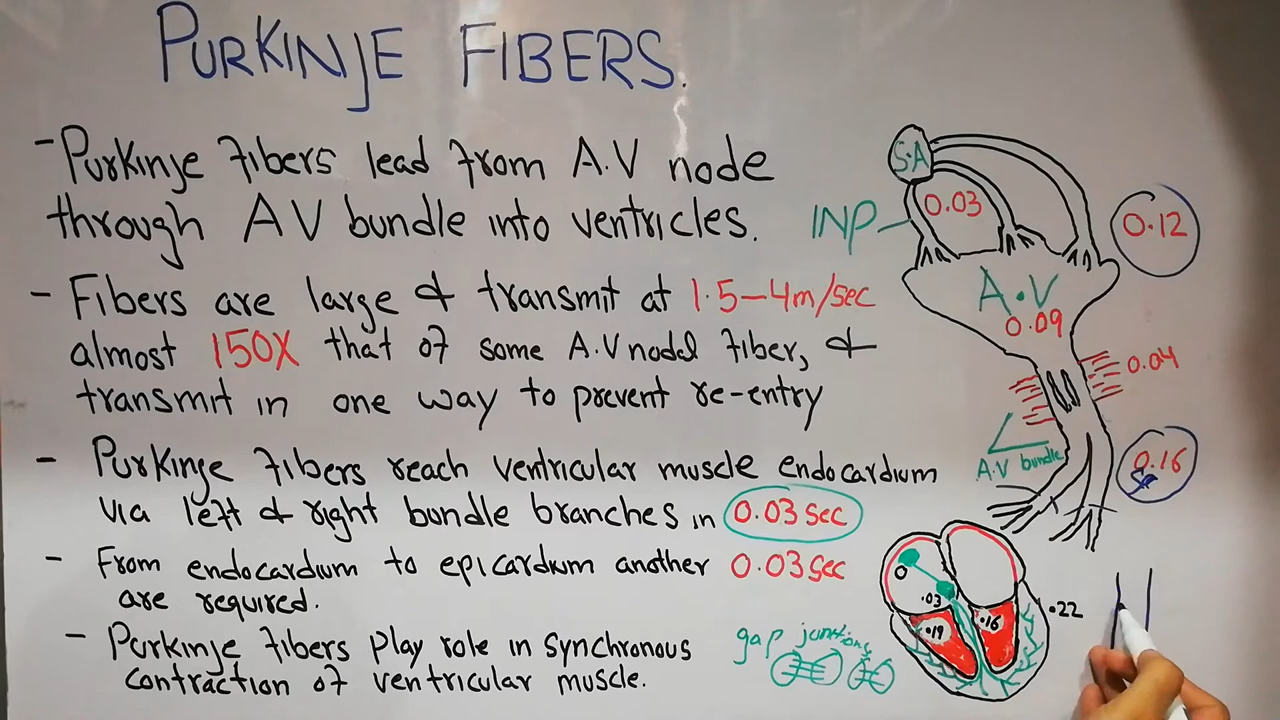 PURKINJE FIBERS.
- Purkinje Fibers lead from A.V node
through AV bundle into ventricles.
- Fibers are large & transmit at 1.5-4m/sec
almost 150X that of some A.V nodal fiber, &
transmit in one way to prevent re-entry
- Purkinje Fibers reach ventricular muscle endocardium
via left & right bundle branches in 0.03 sec
- From endocardium to epicardium another 0.03 sec
are required.
- Purkinje Fibers play role in synchronous
contraction of ventricular muscle.
S.A
INP
0.03
0.12
A.V
0.09
0.04
A.V bundle
0.16
gap junctions
0
.03
.19
.16
.22